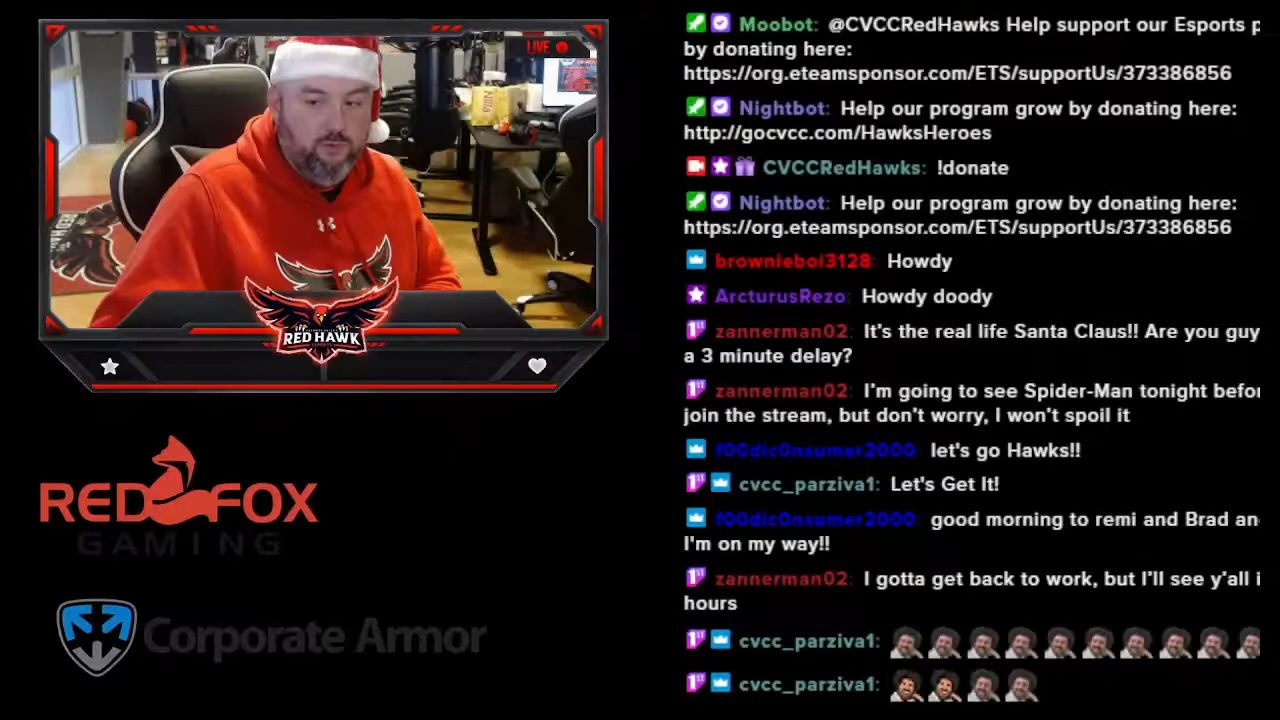 LIVE
RED HAWK
RED FOX
GAMING
Corporate Armor
Moobot: @CVCCRedHawks Help support our Esports p
by donating here:
https://org.eteamsponsor.com/ETS/supportUs/373386856
Nightbot: Help our program grow by donating here:
http://gocvcc.com/HawksHeroes
CVCCRedHawks: !donate
Nightbot: Help our program grow by donating here:
https://org.eteamsponsor.com/ETS/supportUs/373386856
brownieboi3128: Howdy
ArcturusRezo: Howdy doody
zannerman02: It's the real life Santa Claus!! Are you guy
a 3 minute delay?
zannerman02: I'm going to see Spider-Man tonight befor
join the stream, but don't worry, I won't spoil it
f00dic0nsumer2000: let's go Hawks!!
cvcc_parziva1: Let's Get It!
f00dic0nsumer2000: good morning to remi and Brad an
I'm on my way!!
zannerman02: I gotta get back to work, but I'll see y'all i
hours
cvcc_parziva1:
cvcc_parziva1: